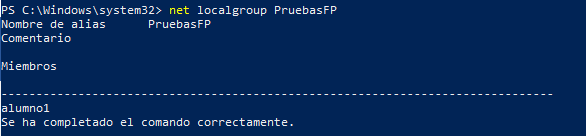 PS C:\Windows\system32> net localgroup PruebasFP
Nombre de alias     PruebasFP
Comentario
Miembros
-------------------------------------------------------------------------------
alumno1
Se ha completado el comando correctamente.